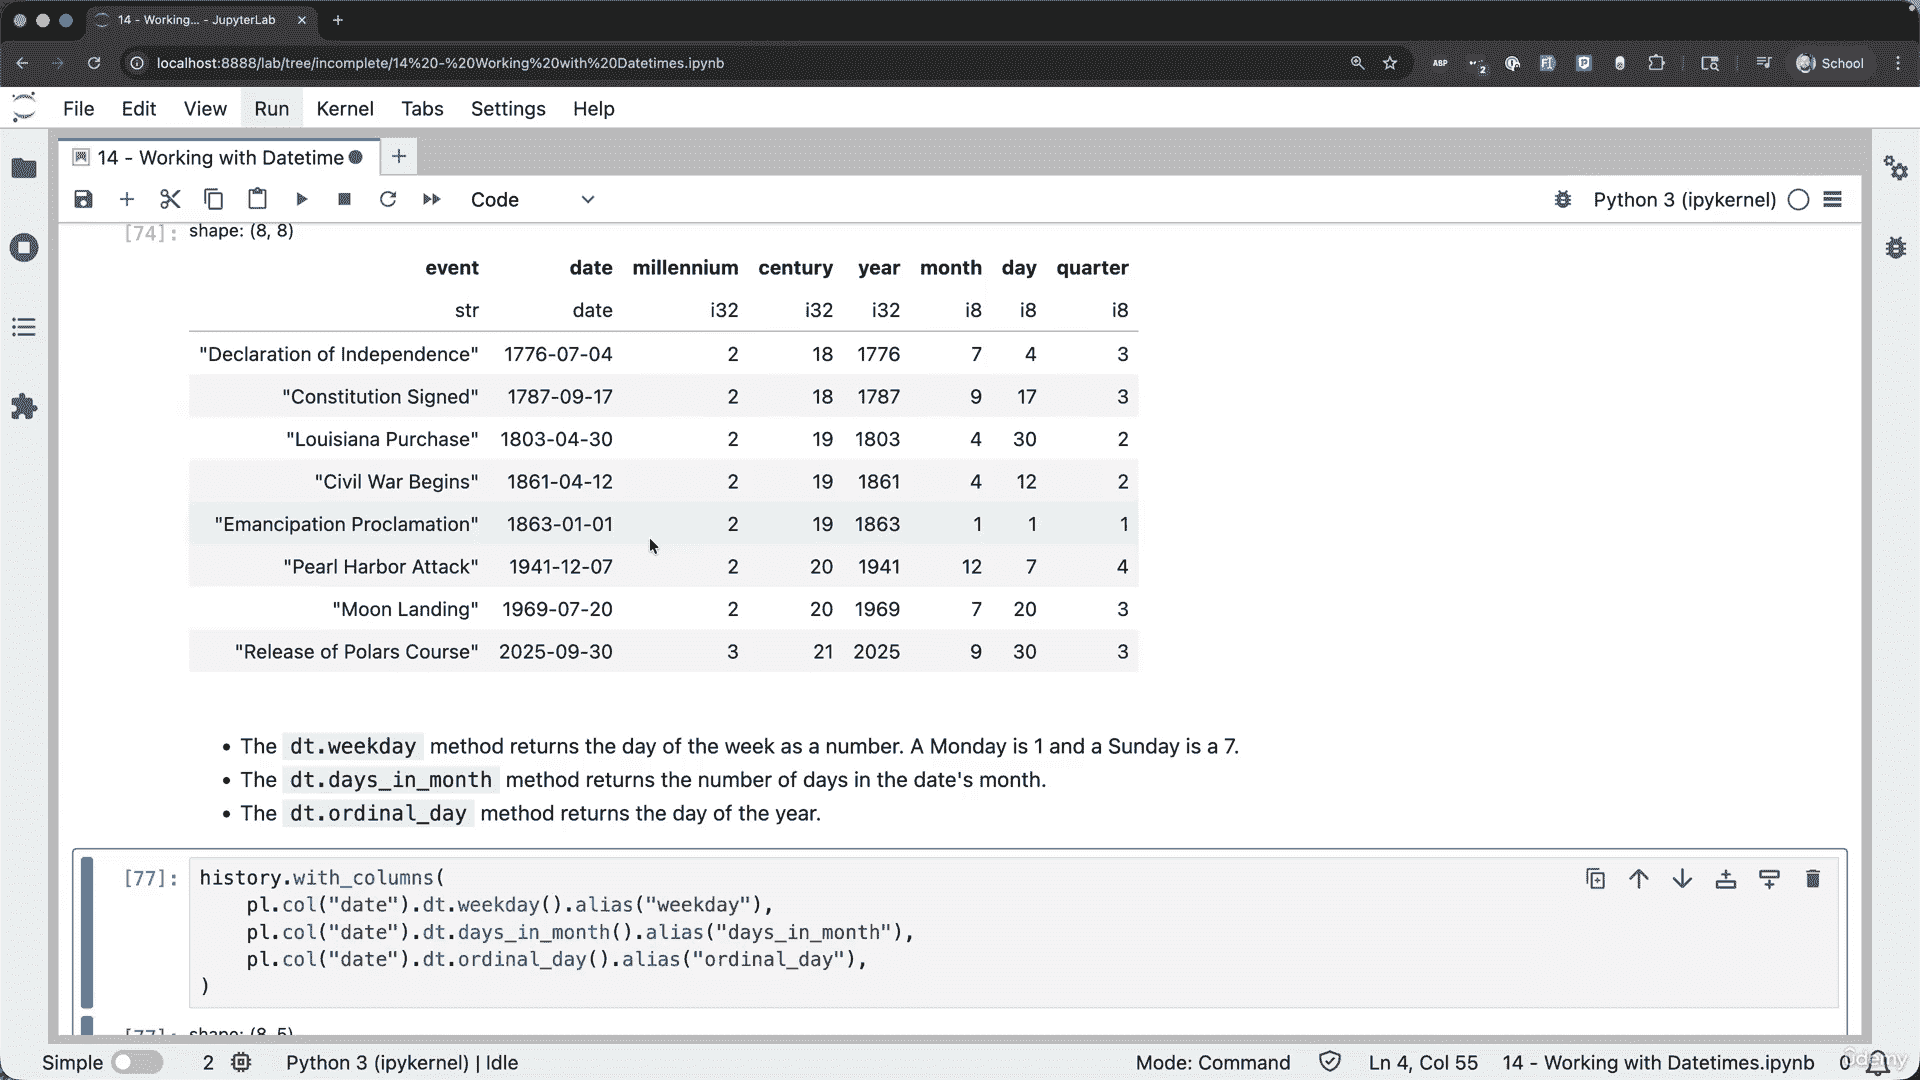 14 - Working... - JupyterLab
localhost:8888/lab/tree/incomplete/14%20-%20Working%20with%20Datetimes.ipynb
ABP
2
School
File Edit View Run Kernel Tabs Settings Help
14 - Working with Datetime
Code
Python 3 (ipykernel)
[74]: shape: (8, 8)
event date millennium century year month day quarter
str date i32 i32 i32 i8 i8 i8
"Declaration of Independence" 1776-07-04 2 18 1776 7 4 3
"Constitution Signed" 1787-09-17 2 18 1787 9 17 3
"Louisiana Purchase" 1803-04-30 2 19 1803 4 30 2
"Civil War Begins" 1861-04-12 2 19 1861 4 12 2
"Emancipation Proclamation" 1863-01-01 2 19 1863 1 1 1
"Pearl Harbor Attack" 1941-12-07 2 20 1941 12 7 4
"Moon Landing" 1969-07-20 2 20 1969 7 20 3
"Release of Polars Course" 2025-09-30 3 21 2025 9 30 3
• The dt.weekday method returns the day of the week as a number. A Monday is 1 and a Sunday is a 7.
• The dt.days_in_month method returns the number of days in the date's month.
• The dt.ordinal_day method returns the day of the year.
[77]: history.with_columns(
pl.col("date").dt.weekday().alias("weekday"),
pl.col("date").dt.days_in_month().alias("days_in_month"),
pl.col("date").dt.ordinal_day().alias("ordinal_day"),
)
[77]: shape: (8, 5)
Simple 2 Python 3 (ipykernel) | Idle Mode: Command Ln 4, Col 55 14 - Working with Datetimes.ipynb 0
Udemy